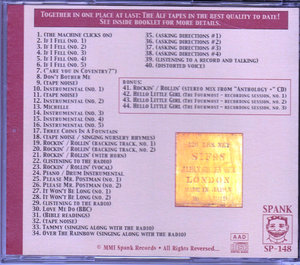 Together in one place at last: The Alf tapes in the best quality to date!
See inside booklet for more details.
1. (THE MACHINE CLICKS ON)
2. IF I FELL (NO. 1)
3. IF I FELL (NO. 2)
4. IF I FELL (NO. 3)
5. IF I FELL (NO. 4)
6. IF I FELL (NO. 5)
7. ("ARE YOU IN COVENTRY?")
8. DON'T BOTHER ME
9. (TAPE NOISE)
10. INSTRUMENTAL (NO. 1)
11. INSTRUMENTAL (NO. 2)
12. INSTRUMENTAL (NO. 3)
13. MICHELLE
14. INSTRUMENTAL (NO. 4)
15. INSTRUMENTAL (NO. 5)
16. INSTRUMENTAL (NO. 6)
17. THREE COINS IN A FOUNTAIN
18. (TAPE NOISE / SINGING NURSERY RHYMES)
19. ROCKIN' / ROLLIN' (BACKING TRACK, NO. 1)
20. ROCKIN' / ROLLIN' (BACKING TRACK, NO. 2)
21. ROCKIN' / ROLLIN' (WITH HORN)
22. (LISTENING TO THE RADIO)
23. ROCKIN' / ROLLIN' (VOCAL)
24. PIANO / DRUM INSTRUMENTAL
25. PLEASE MR. POSTMAN (NO. 1)
26. PLEASE MR. POSTMAN (NO. 2)
27. IT WON'T BE LONG (NO. 1)
28. IT WON'T BE LONG (NO. 2)
29. (LISTENING TO THE RADIO)
30. LOVE ME DO (BBC)
31. (BIBLE READINGS)
32. (TAPE NOISE)
33. TAMMY (SINGING ALONG WITH THE RADIO)
34. OVER THE RAINBOW (SINGING ALONG WITH THE RADIO)
35. (ASKING DIRECTIONS #1)
36. (ASKING DIRECTIONS #2)
37. (ASKING DIRECTIONS #3)
38. (ASKING DIRECTIONS #4)
39. (LISTENING TO A RECORD AND TALKING)
40. (DISTORTED VOICE)
BONUS:
41. ROCKIN' / ROLLIN' (STEREO MIX FROM "ANTHOLOGY" CD)
42. HELLO LITTLE GIRL (THE FOURMOST - RECORDING SESSION, NO. 1)
43. HELLO LITTLE GIRL (THE FOURMOST - RECORDING SESSION, NO. 2)
44. HELLO LITTLE GIRL (THE FOURMOST - RECORDING SESSION, NO. 3)
LONDON
MADE IN JAPAN
SPANK
SP-148
AAD
© MMI Spank Records • All Rights Reserved...